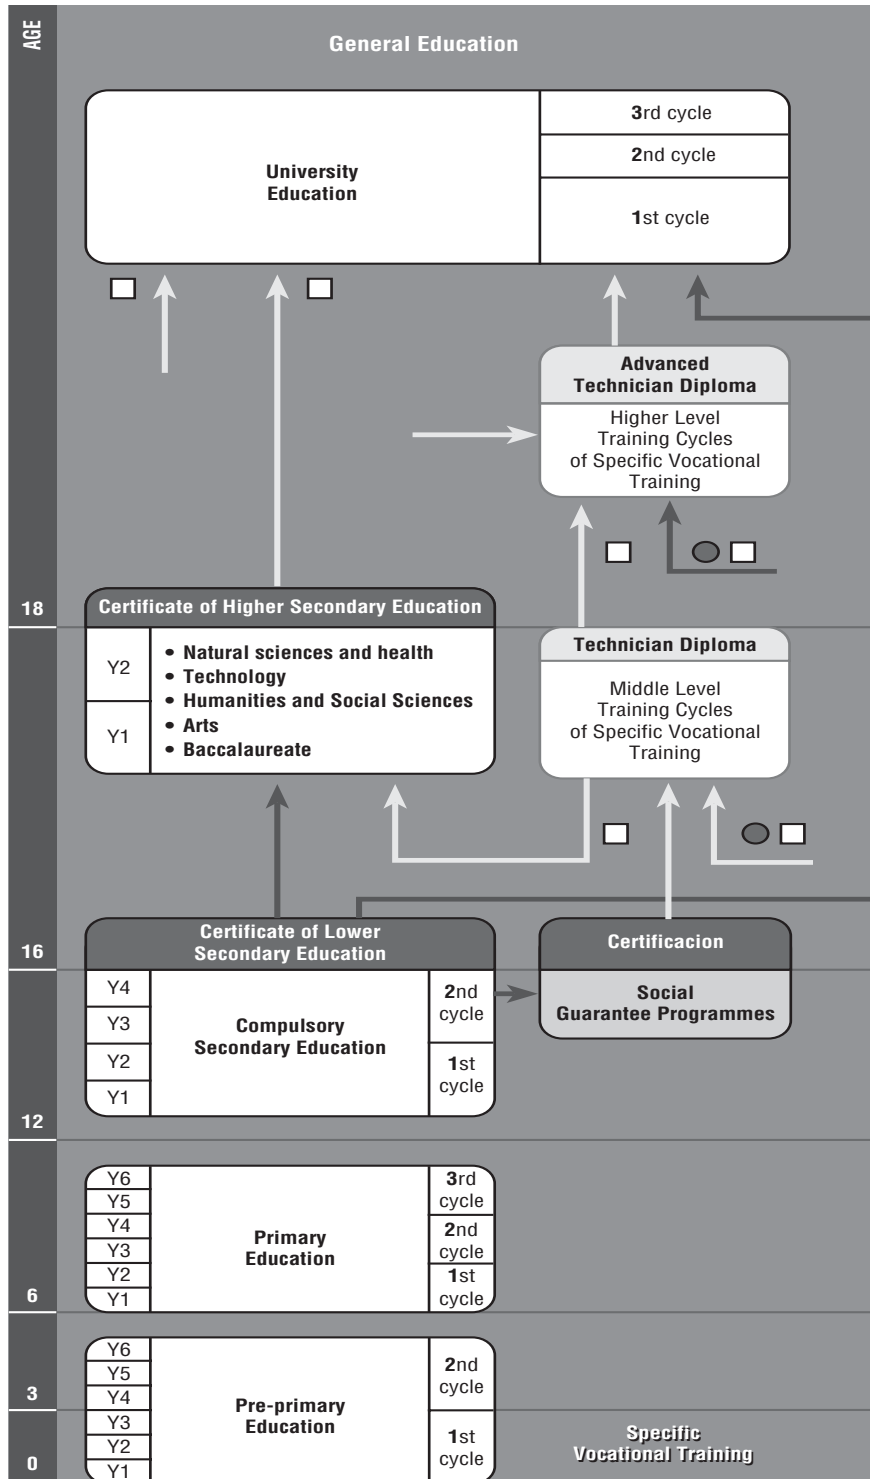 AGE
General Education
University
Education
3rd cycle
2nd cycle
1st cycle
Advanced
Technician Diploma
Higher Level
Training Cycles
of Specific Vocational
Training
18
Certificate of Higher Secondary Education
Y2
Y1
• Natural sciences and health
• Technology
• Humanities and Social Sciences
• Arts
• Baccalaureate
Technician Diploma
Middle Level
Training Cycles
of Specific Vocational
Training
16
Certificate of Lower
Secondary Education
Y4
Y3
Y2
Y1
Compulsory
Secondary Education
2nd
cycle
1st
cycle
Certificacion
Social
Guarantee Programmes
12
Y6
Y5
Y4
Y3
Y2
Y1
Primary
Education
3rd
cycle
2nd
cycle
1st
cycle
6
Y6
Y5
Y4
Y3
Y2
Y1
Pre-primary
Education
2nd
cycle
1st
cycle
3
0
Specific
Vocational Training